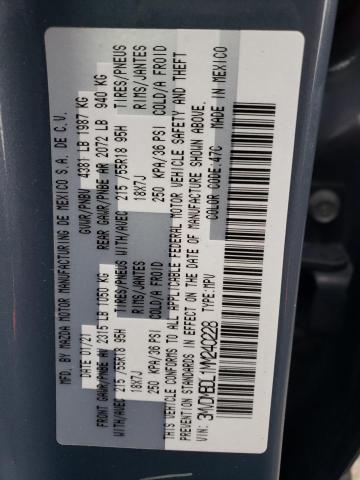 MFD. BY MAZDA MOTOR MANUFACTURING DE MEXICO S.A. DE C.V.
DATE 01/21 GVWR/PNBV 4381 LB 1987 KG
FRONT GAWR/PNBE AV 2315 LB 1050 KG REAR GAWR/PNBE AR 2072 LB 940 KG
WITH/AVEC 215/55R18 95H TIRES/PNEUS WITH/AVEC 215/55R18 95H TIRES/PNEUS
18X7J RIMS/JANTES 18X7J RIMS/JANTES
250 KPA/36 PSI COLD/A FROID 250 KPA/36 PSI COLD/A FROID
THIS VEHICLE CONFORMS TO ALL APPLICABLE FEDERAL MOTOR VEHICLE SAFETY AND THEFT
PREVENTION STANDARDS IN EFFECT ON THE DATE OF MANUFACTURE SHOWN ABOVE.
TYPE:MPV COLOR CODE:47C MADE IN MEXICO